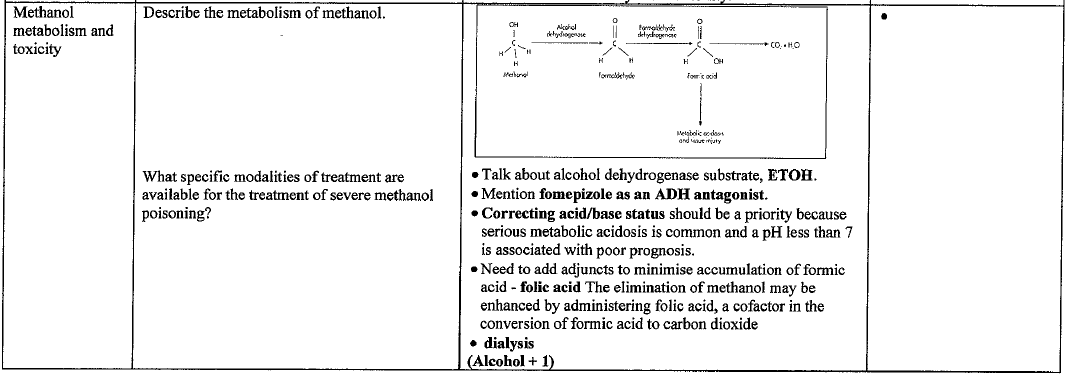 Methanol
metabolism and
toxicity
Describe the metabolism of methanol.
OH
C
H
H
H
Methanol
Alcohol
dehydrogenase
O
C
H
H
Formaldehyde
Formaldehyde
dehydrogenase
O
C
H
OH
Formic acid
CO₂ + H₂O
Metabolic acidosis
and tissue injury
What specific modalities of treatment are
available for the treatment of severe methanol
poisoning?
• Talk about alcohol dehydrogenase substrate, ETOH.
• Mention fomepizole as an ADH antagonist.
• Correcting acid/base status should be a priority because
serious metabolic acidosis is common and a pH less than 7
is associated with poor prognosis.
• Need to add adjuncts to minimise accumulation of formic
acid - folic acid The elimination of methanol may be
enhanced by administering folic acid, a cofactor in the
conversion of formic acid to carbon dioxide
• dialysis
(Alcohol + 1)
•